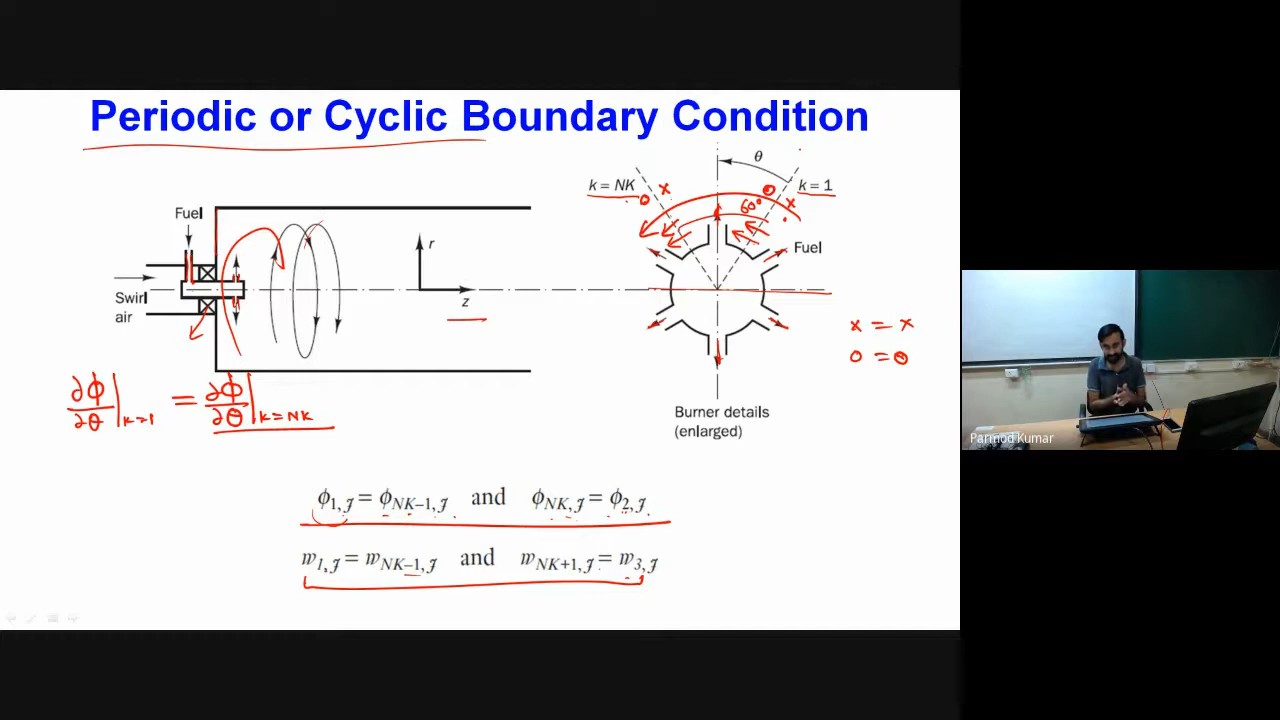 Periodic or Cyclic Boundary Condition
θ
k = NK x
o
o
k = 1
60° x
Fuel
r
Fuel
Swirl
air
z
x = x
o = o
∂ϕ/∂θ|k=1 = ∂ϕ/∂θ|k=NK
Burner details
(enlarged)
Parmod Kumar
ϕ1,J = ϕNK−1,J and ϕNK,J = ϕ2,J
w1,J = wNK−1,J and wNK+1,J = w3,J